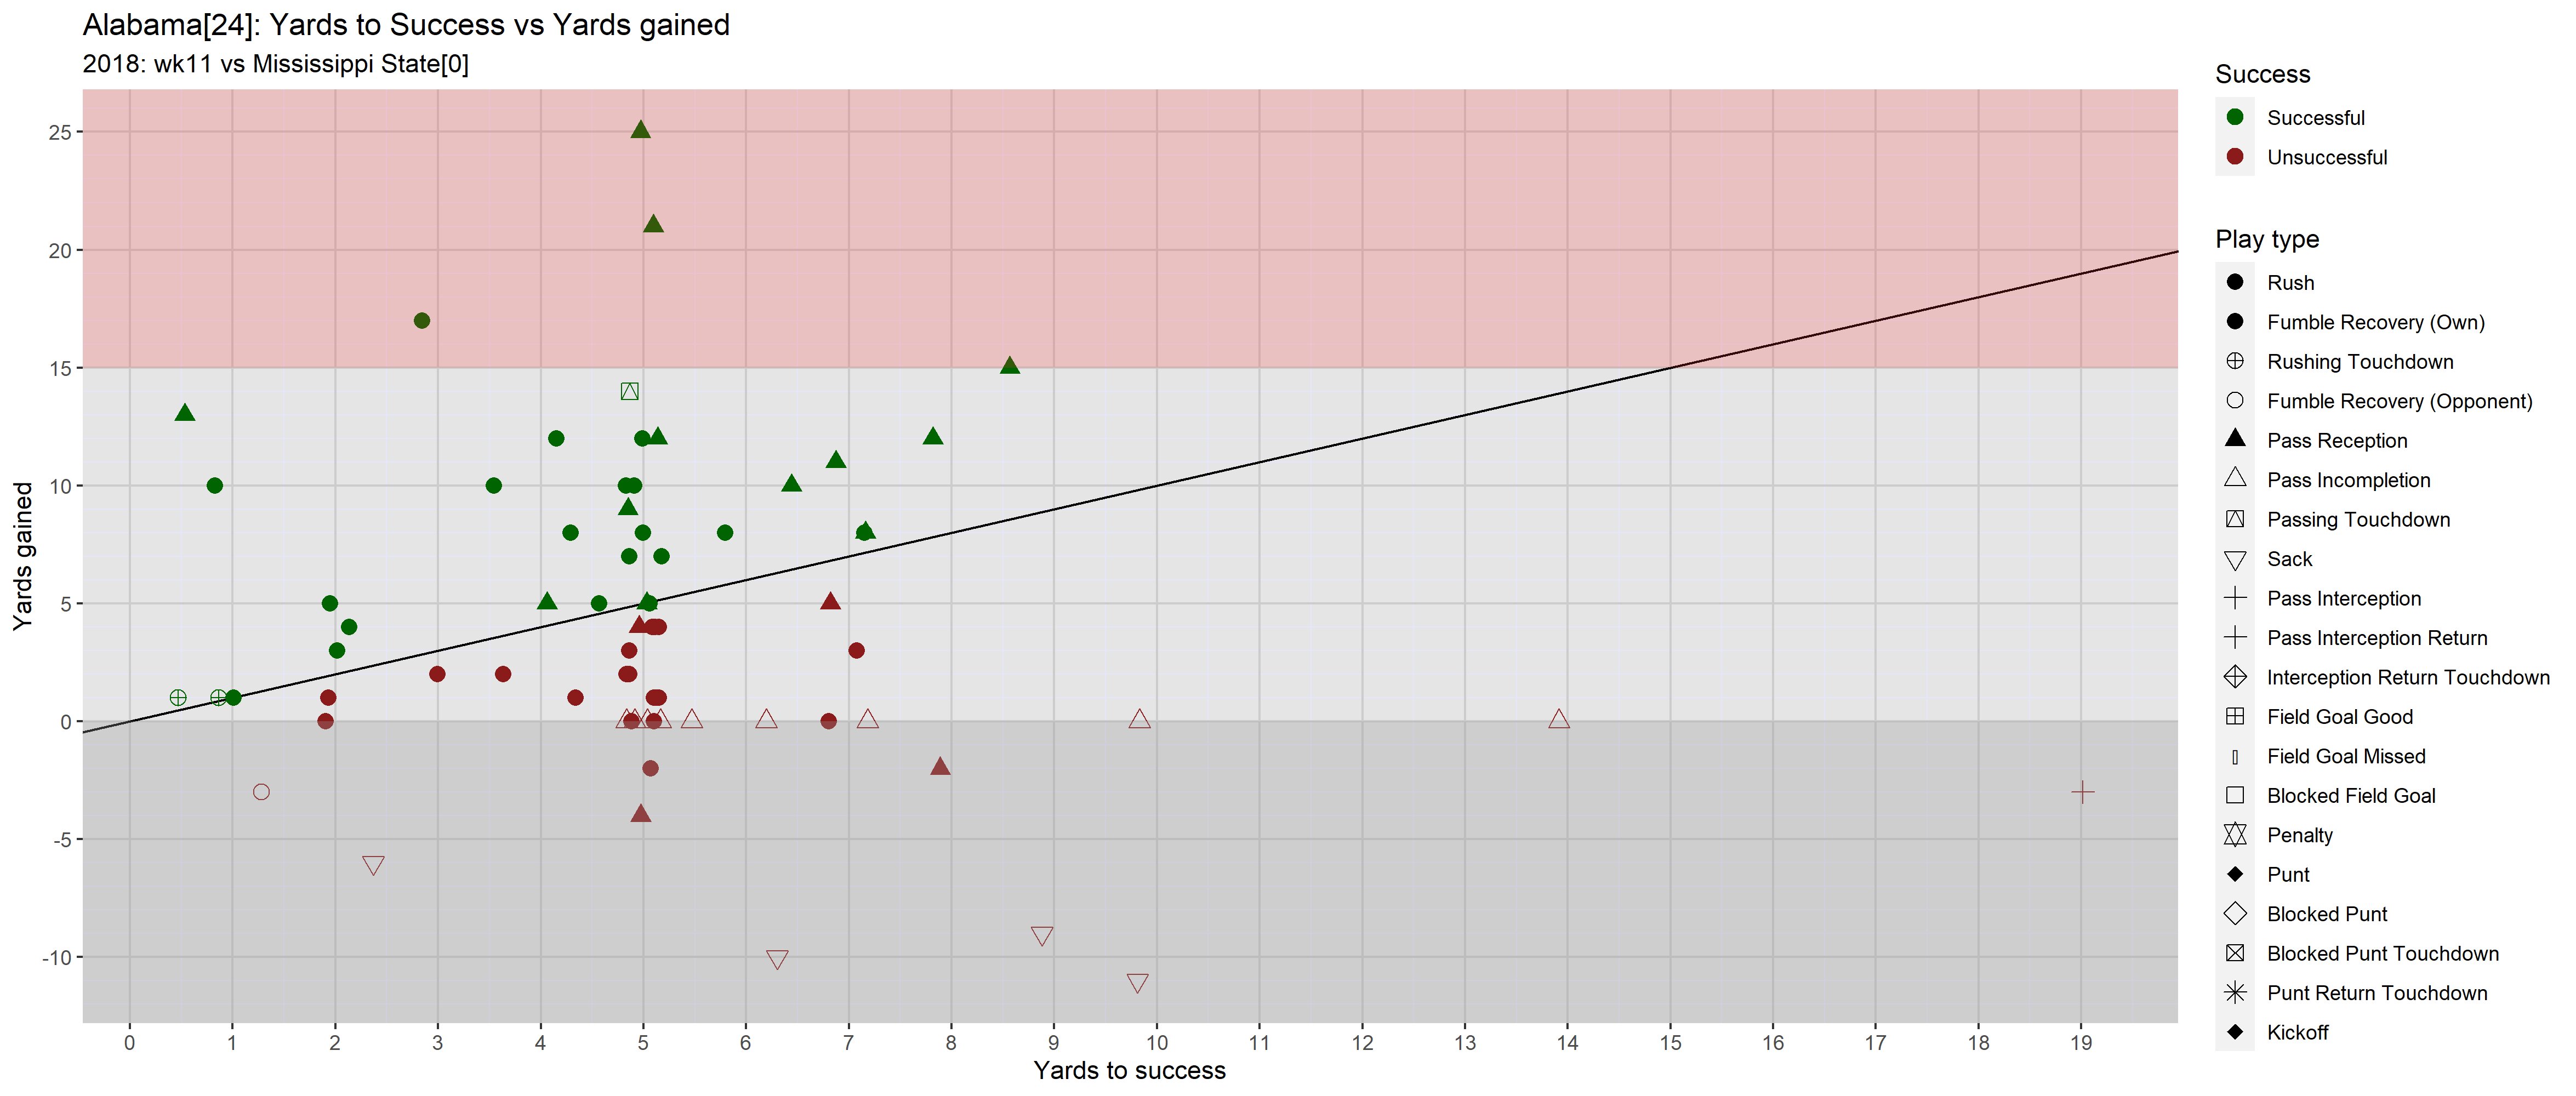 Alabama[24]: Yards to Success vs Yards gained
2018: wk11 vs Mississippi State[0]
Yards gained
25
20
15
10
5
0
-5
-10
0 1 2 3 4 5 6 7 8 9 10 11 12 13 14 15 16 17 18 19
Yards to success
Success
Successful
Unsuccessful
Play type
Rush
Fumble Recovery (Own)
Rushing Touchdown
Fumble Recovery (Opponent)
Pass Reception
Pass Incompletion
Passing Touchdown
Sack
Pass Interception
Pass Interception Return
Interception Return Touchdown
Field Goal Good
Field Goal Missed
Blocked Field Goal
Penalty
Punt
Blocked Punt
Blocked Punt Touchdown
Punt Return Touchdown
Kickoff